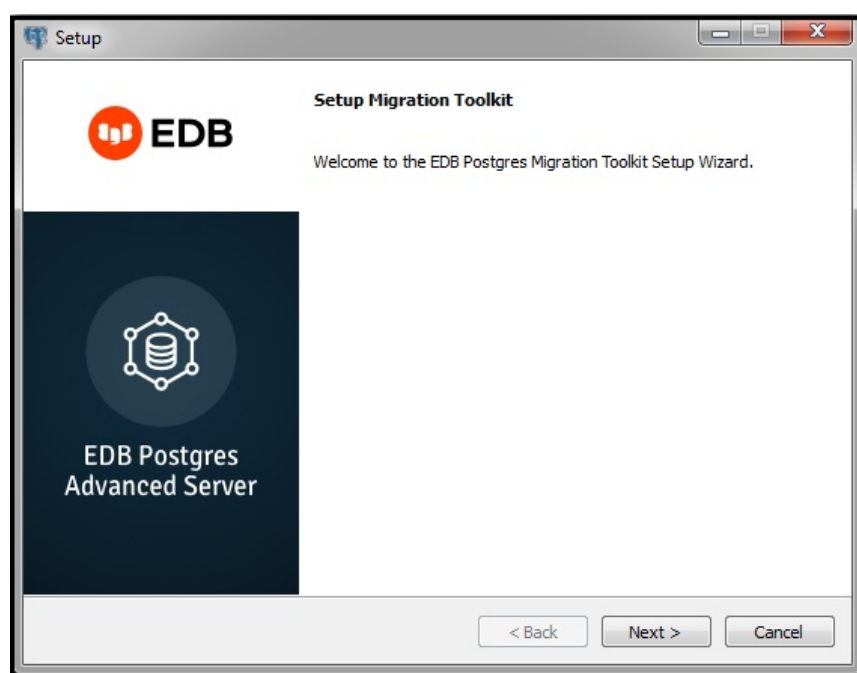 Setup
EDB
Setup Migration Toolkit
Welcome to the EDB Postgres Migration Toolkit Setup Wizard.
EDB Postgres
Advanced Server
< Back Next > Cancel